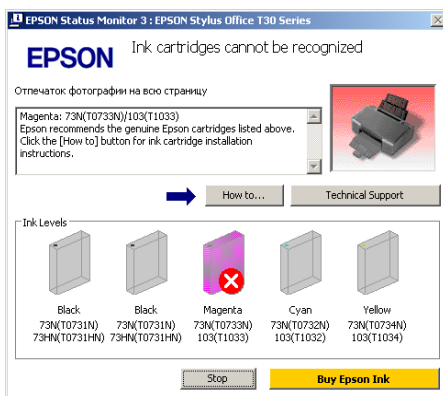 EPSON Status Monitor 3 : EPSON Stylus Office T30 Series
EPSON
Ink cartridges cannot be recognized
Отпечаток фотографии на всю страницу
Magenta: 73N(T0733N)/103(T1033)
Epson recommends the genuine Epson cartridges listed above.
Click the [How to] button for ink cartridge installation
instructions.
How to...
Technical Support
Ink Levels
Black
73N(T0731N)
73HN(T0731HN)
Black
73N(T0731N)
73HN(T0731HN)
Magenta
73N(T0733N)
103(T1033)
Cyan
73N(T0732N)
103(T1032)
Yellow
73N(T0734N)
103(T1034)
Stop
Buy Epson Ink